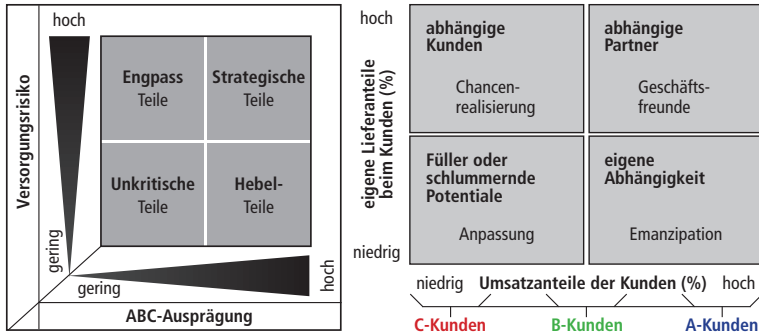 hoch
Versorgungsrisiko
Engpass
Teile
Strategische
Teile
Unkritische
Teile
Hebel-
Teile
gering
gering
hoch
ABC-Ausprägung
hoch
eigene Lieferanteile
beim Kunden (%)
niedrig
abhängige
Kunden
Chancen-
realisierung
abhängige
Partner
Geschäfts-
freunde
Füller oder
schlummernde
Potentiale
Anpassung
eigene
Abhängigkeit
Emanzipation
niedrig
Umsatzanteile der Kunden (%)
hoch
C-Kunden
B-Kunden
A-Kunden